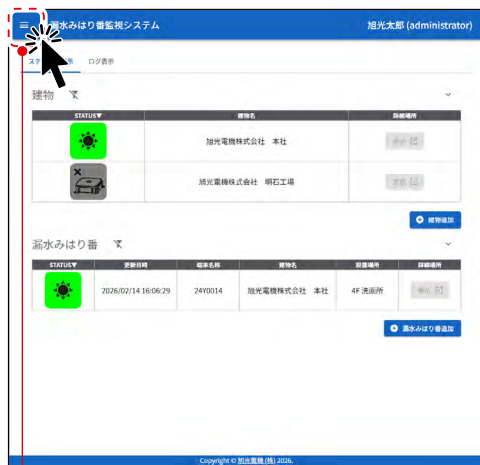 漏水みはり番監視システム 旭光太郎 (administrator)
ログ表示
建物
STATUS▼ 建物名 詳細場所
旭光電機株式会社 本社
旭光電機株式会社 明石工場
建物追加
漏水みはり番
STATUS▼ 更新日時 端末名称 建物名 設置場所 詳細場所
2026/02/14 16:06:29 24Y0014 旭光電機株式会社 本社 4F 洗面所
漏水みはり番追加
Copyright © 旭光電機(株) 2026.